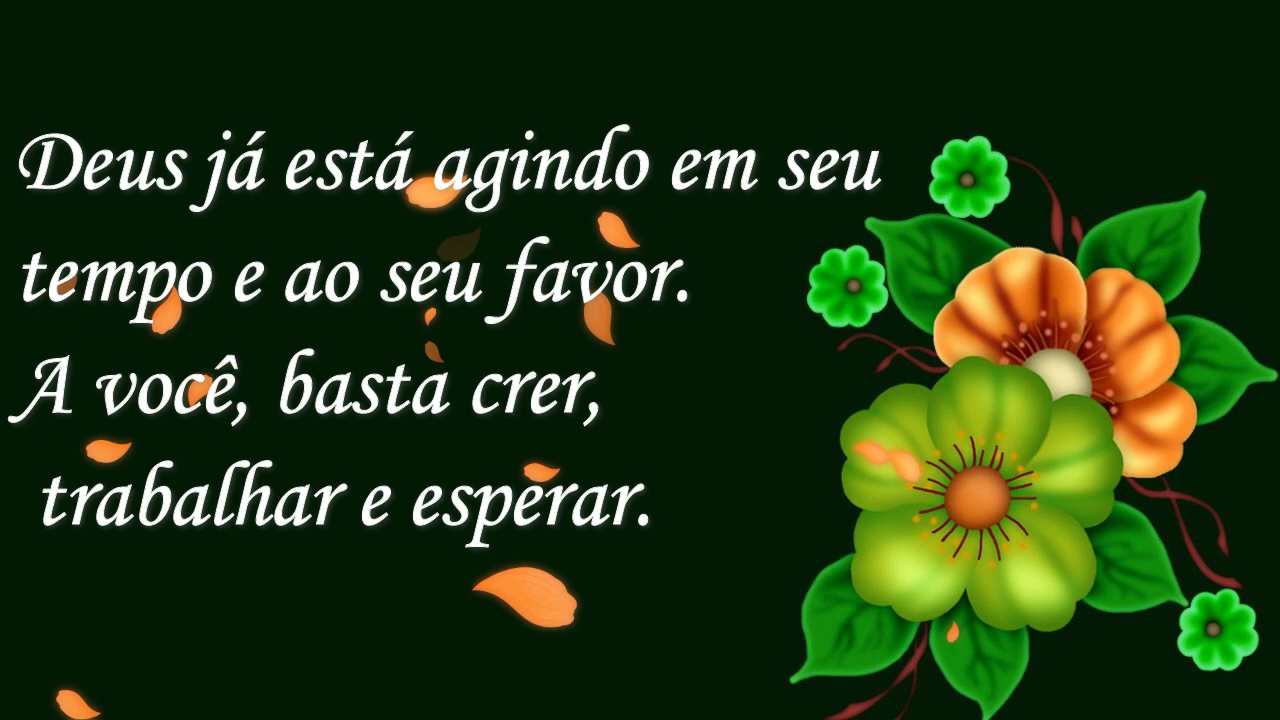 Deus já está agindo em seu
tempo e ao seu favor.
A você, basta crer,
trabalhar e esperar.